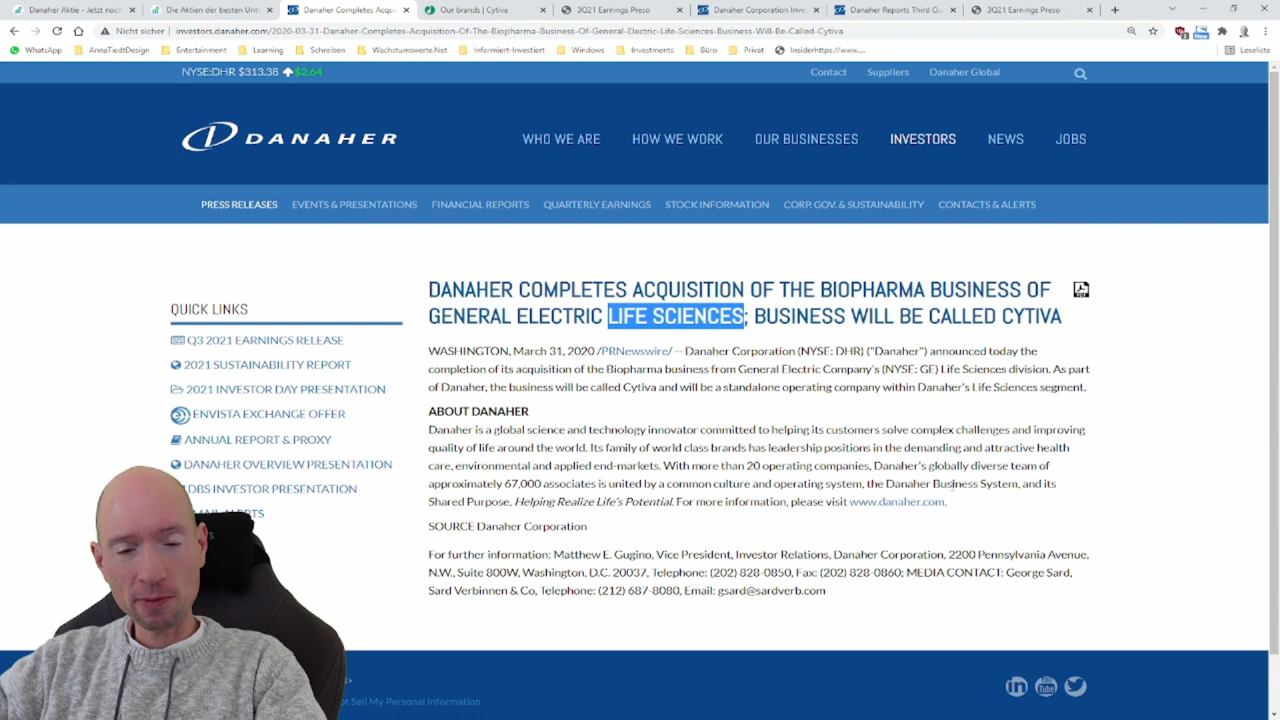 Danaher Aktie - Jetzt noch
Die Aktien der besten Unt
Danaher Completes Acqui
Our brands | Cytiva
3Q21 Earnings Preso
Danaher Corporation Inve
Danaher Reports Third Qu
3Q21 Earnings Preso
Nicht sicher | investors.danaher.com/2020-03-31-Danaher-Completes-Acquisition-Of-The-Biopharma-Business-Of-General-Electric-Life-Sciences-Business-Will-Be-Called-Cytiva
WhatsApp AnnaTiedtDesign Entertainment Learning Schreiben Wachstumswerte.Net Informiert-Investiert Windows Investments Büro Privat Insiderhttps://www... Leseliste
NYSE:DHR $313.38 $2.64 Contact Suppliers Danaher Global
DANAHER WHO WE ARE HOW WE WORK OUR BUSINESSES INVESTORS NEWS JOBS
PRESS RELEASES EVENTS & PRESENTATIONS FINANCIAL REPORTS QUARTERLY EARNINGS STOCK INFORMATION CORP. GOV. & SUSTAINABILITY CONTACTS & ALERTS
QUICK LINKS
Q3 2021 EARNINGS RELEASE
2021 SUSTAINABILITY REPORT
2021 INVESTOR DAY PRESENTATION
ENVISTA EXCHANGE OFFER
ANNUAL REPORT & PROXY
DANAHER OVERVIEW PRESENTATION
DBS INVESTOR PRESENTATION
ALERTS
DANAHER COMPLETES ACQUISITION OF THE BIOPHARMA BUSINESS OF
GENERAL ELECTRIC LIFE SCIENCES; BUSINESS WILL BE CALLED CYTIVA
WASHINGTON, March 31, 2020 /PRNewswire/ -- Danaher Corporation (NYSE: DHR) ("Danaher") announced today the
completion of its acquisition of the Biopharma business from General Electric Company's (NYSE: GE) Life Sciences division. As part
of Danaher, the business will be called Cytiva and will be a standalone operating company within Danaher's Life Sciences segment.
ABOUT DANAHER
Danaher is a global science and technology innovator committed to helping its customers solve complex challenges and improving
quality of life around the world. Its family of world class brands has leadership positions in the demanding and attractive health
care, environmental and applied end-markets. With more than 20 operating companies, Danaher's globally diverse team of
approximately 67,000 associates is united by a common culture and operating system, the Danaher Business System, and its
Shared Purpose, Helping Realize Life's Potential. For more information, please visit www.danaher.com.
SOURCE Danaher Corporation
For further information: Matthew E. Gugino, Vice President, Investor Relations, Danaher Corporation, 2200 Pennsylvania Avenue,
N.W., Suite 800W, Washington, D.C. 20037, Telephone: (202) 828-0850, Fax: (202) 828-0860; MEDIA CONTACT: George Sard,
Sard Verbinnen & Co, Telephone: (212) 687-8080, Email: gsard@sardverb.com
Sell My Personal Information